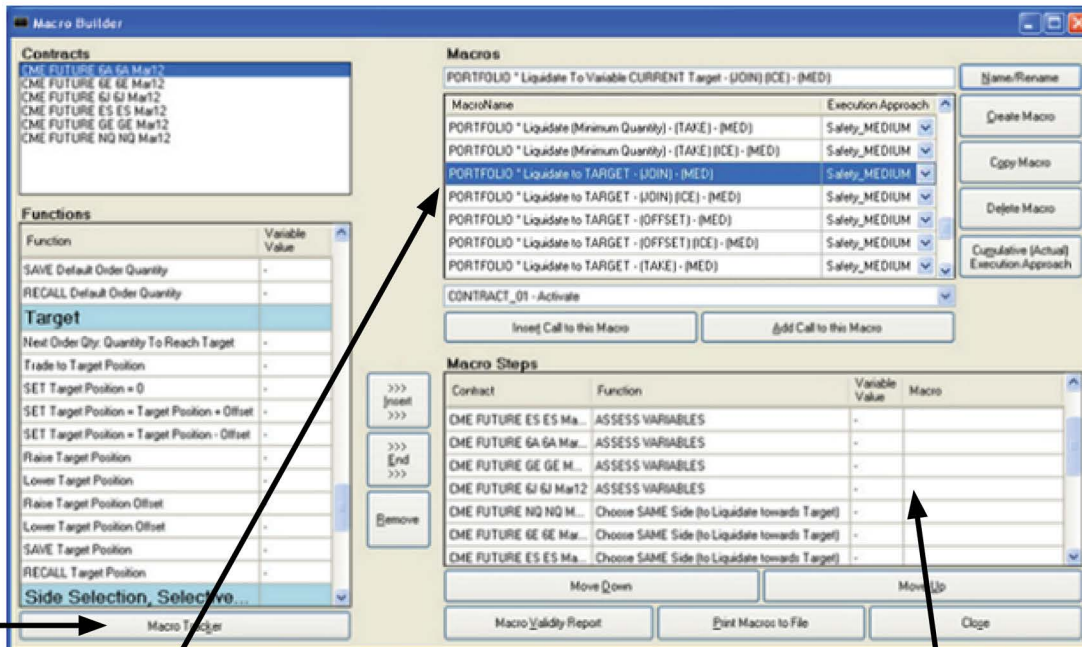 Macro Builder
Contracts
CME FUTURE 6A 6A Mar12
CME FUTURE 6E 6E Mar12
CME FUTURE 6J 6J Mar12
CME FUTURE ES ES Mar12
CME FUTURE GE GE Mar12
CME FUTURE NQ NQ Mar12
Functions
Function Variable Value
SAVE Default Order Quantity -
RECALL Default Order Quantity -
Target
Next Order Qty: Quantity To Reach Target -
Trade to Target Position -
SET Target Position = 0 -
SET Target Position = Target Position + Offset -
SET Target Position = Target Position - Offset -
Raise Target Position -
Lower Target Position -
Raise Target Position Offset -
Lower Target Position Offset -
SAVE Target Position -
RECALL Target Position -
Side Selection, Selective...
Macro Tracker
>>>
Insert
>>>
>>>
End
>>>
Remove
Macros
PORTFOLIO * Liquidate To Variable CURRENT Target - (JOIN) (ICE) - (MED)
MacroName Execution Approach
PORTFOLIO * Liquidate (Minimum Quantity) - (TAKE) - (MED) Safety_MEDIUM
PORTFOLIO * Liquidate (Minimum Quantity) - (TAKE) (ICE) - (MED) Safety_MEDIUM
PORTFOLIO * Liquidate to TARGET - (JOIN) - (MED) Safety_MEDIUM
PORTFOLIO * Liquidate to TARGET - (JOIN) (ICE) - (MED) Safety_MEDIUM
PORTFOLIO * Liquidate to TARGET - (OFFSET) - (MED) Safety_MEDIUM
PORTFOLIO * Liquidate to TARGET - (OFFSET) (ICE) - (MED) Safety_MEDIUM
PORTFOLIO * Liquidate to TARGET - (TAKE) - (MED) Safety_MEDIUM
CONTRACT_01 - Activate
Insert Call to this Macro Add Call to this Macro
Name/Rename
Create Macro
Copy Macro
Delete Macro
Cumulative (Actual)
Execution Approach
Macro Steps
Contract Function Variable Value Macro
CME FUTURE ES ES Ma... ASSESS VARIABLES -
CME FUTURE 6A 6A Mar... ASSESS VARIABLES -
CME FUTURE GE GE M... ASSESS VARIABLES -
CME FUTURE 6J 6J Mar12 ASSESS VARIABLES -
CME FUTURE NQ NQ M... Choose SAME Side (to Liquidate towards Target) -
CME FUTURE 6E 6E Mar... Choose SAME Side (to Liquidate towards Target) -
CME FUTURE ES ES Ma... Choose SAME Side (to Liquidate towards Target) -
Move Down Move Up
Macro Validity Report Print Macros to File Close